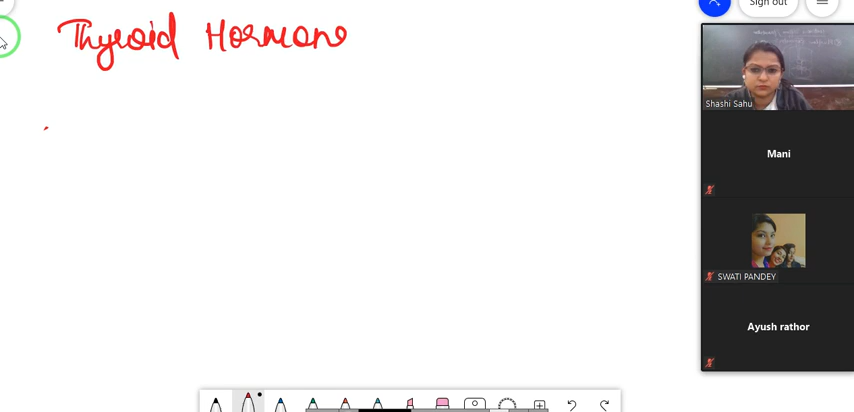 Sign out
Thyroid Hormone
Shashi Sahu
Mani
SWATI PANDEY
Ayush rathor